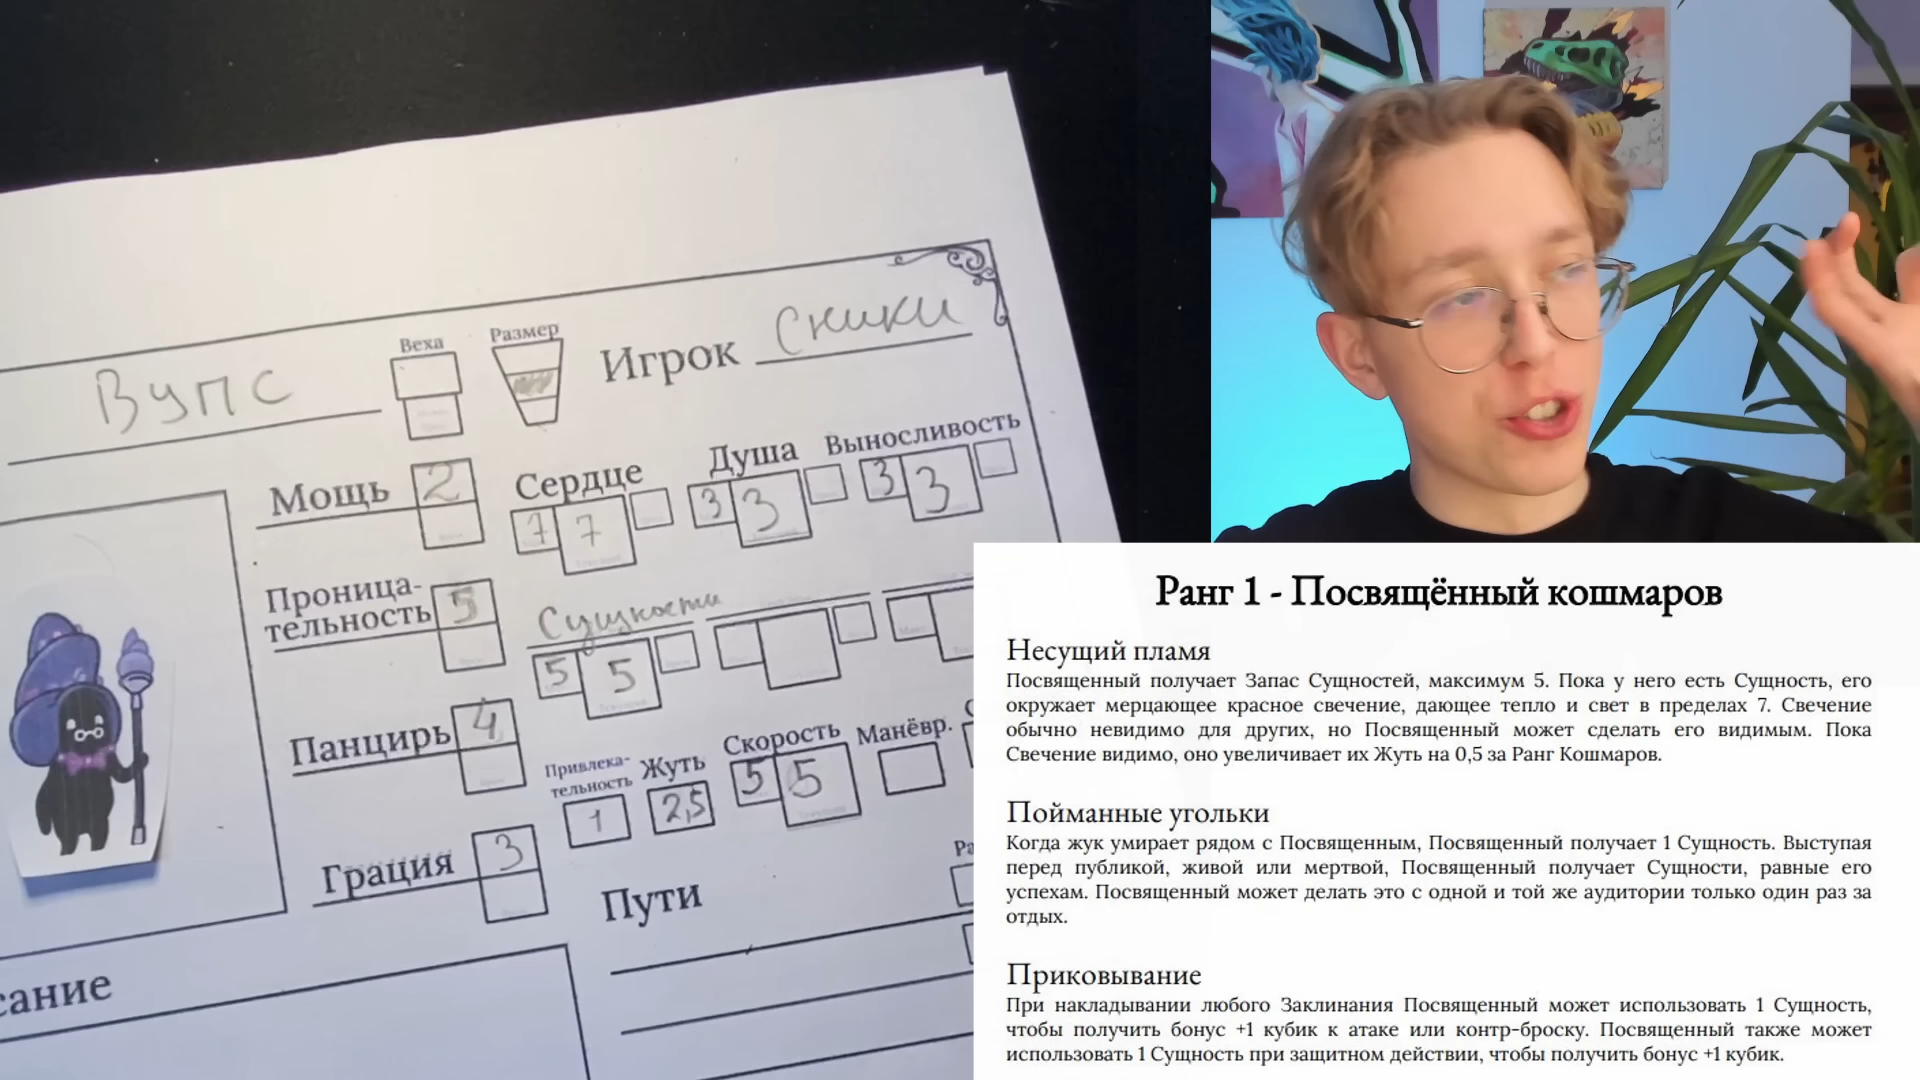 Вупс
Веха
Размер
Игрок Сники
Мощь 2
Сердце
7 7
Душа
3 3
Выносливость
3 3
Проница-
тельность 5
Сущности
5 5
Панцирь 4
Привлека-
тельность
1
Жуть
2,5
Скорость
5 5
Манёвр.
Грация 3
Пути
сание
Ранг 1 - Посвящённый кошмаров
Несущий пламя
Посвященный получает Запас Сущностей, максимум 5. Пока у него есть Сущность, его
окружает мерцающее красное свечение, дающее тепло и свет в пределах 7. Свечение
обычно невидимо для других, но Посвященный может сделать его видимым. Пока
Свечение видимо, оно увеличивает их Жуть на 0,5 за Ранг Кошмаров.
Пойманные угольки
Когда жук умирает рядом с Посвященным, Посвященный получает 1 Сущность. Выступая
перед публикой, живой или мертвой, Посвященный получает Сущности, равные его
успехам. Посвященный может делать это с одной и той же аудитории только один раз за
отдых.
Приковывание
При накладывании любого Заклинания Посвященный может использовать 1 Сущность,
чтобы получить бонус +1 кубик к атаке или контр-броску. Посвященный также может
использовать 1 Сущность при защитном действии, чтобы получить бонус +1 кубик.